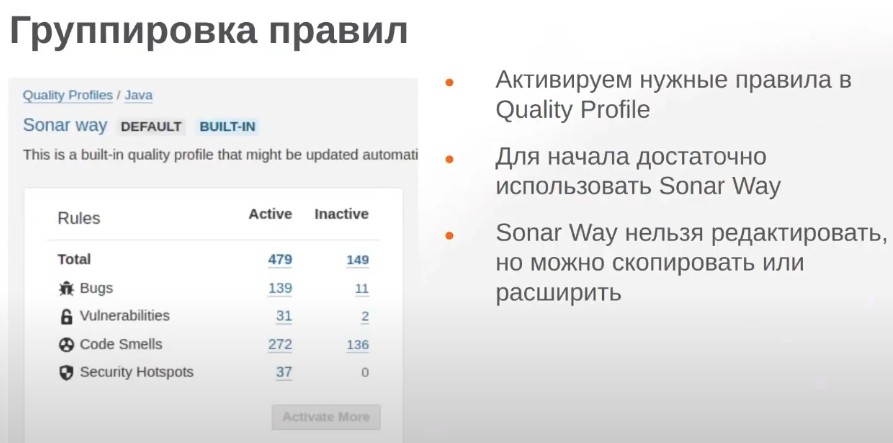 Группировка правил
Quality Profiles / Java
Sonar way DEFAULT BUILT-IN
This is a built-in quality profile that might be updated automati
Rules Active Inactive
Total 479 149
Bugs 139 11
Vulnerabilities 31 2
Code Smells 272 136
Security Hotspots 37 0
Activate More
Активируем нужные правила в
Quality Profile
Для начала достаточно
использовать Sonar Way
Sonar Way нельзя редактировать,
но можно скопировать или
расширить